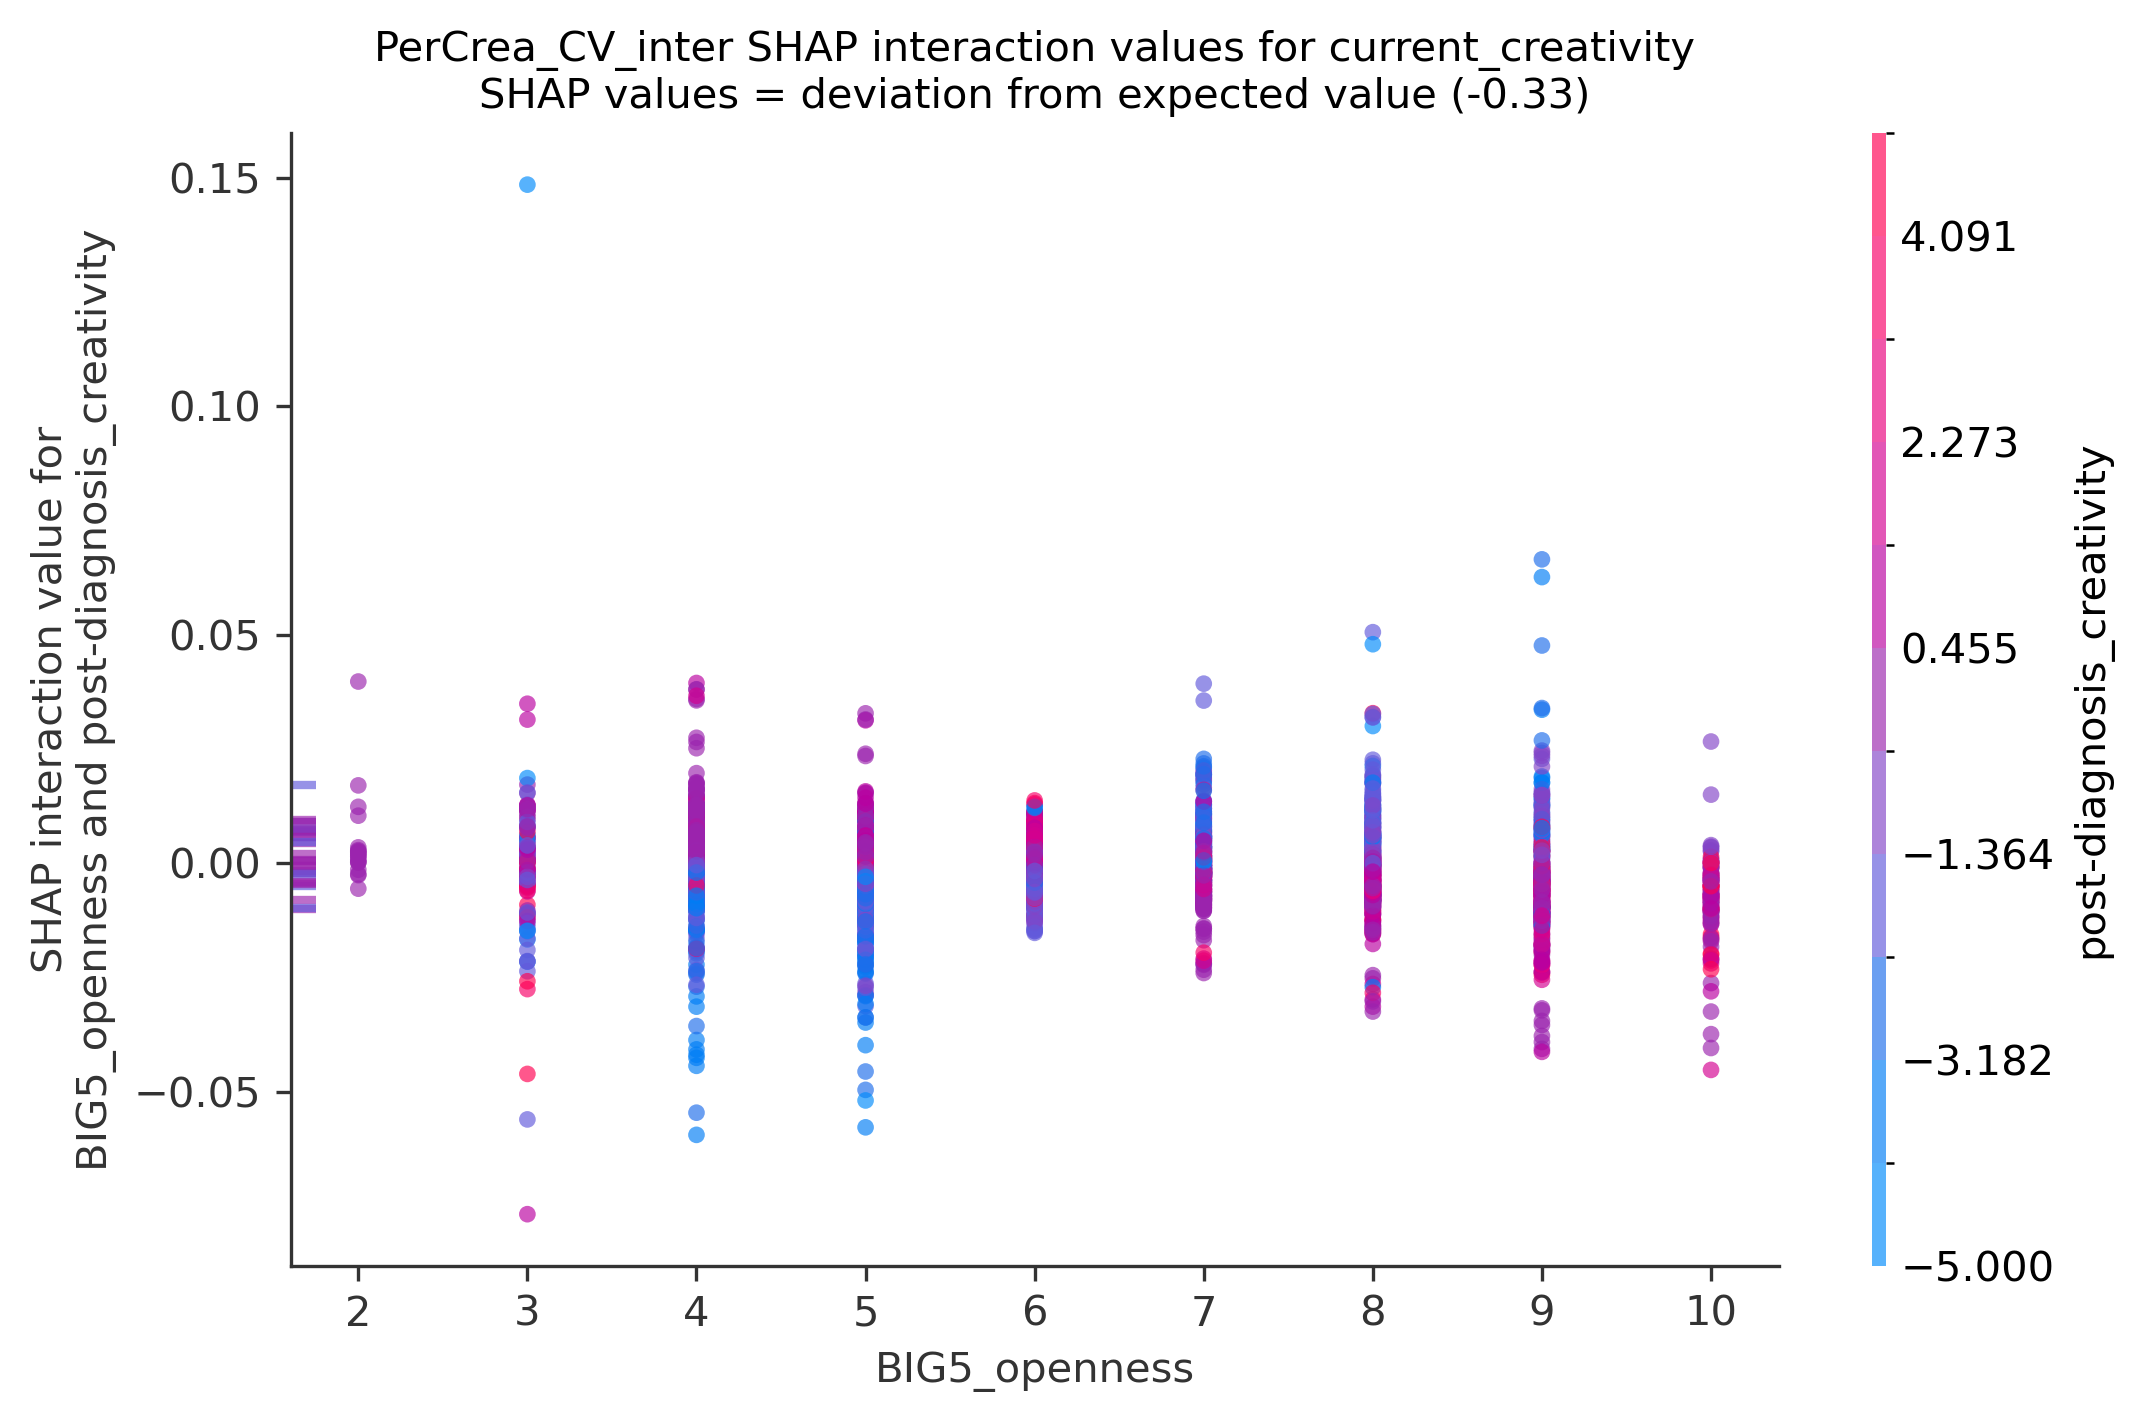 PerCrea_CV_inter SHAP interaction values for current_creativity
SHAP values = deviation from expected value (-0.33)
SHAP interaction value for
BIG5_openness and post-diagnosis_creativity
0.15
0.10
0.05
0.00
−0.05
2 3 4 5 6 7 8 9 10
BIG5_openness
4.091
2.273
0.455
−1.364
−3.182
−5.000
post-diagnosis_creativity